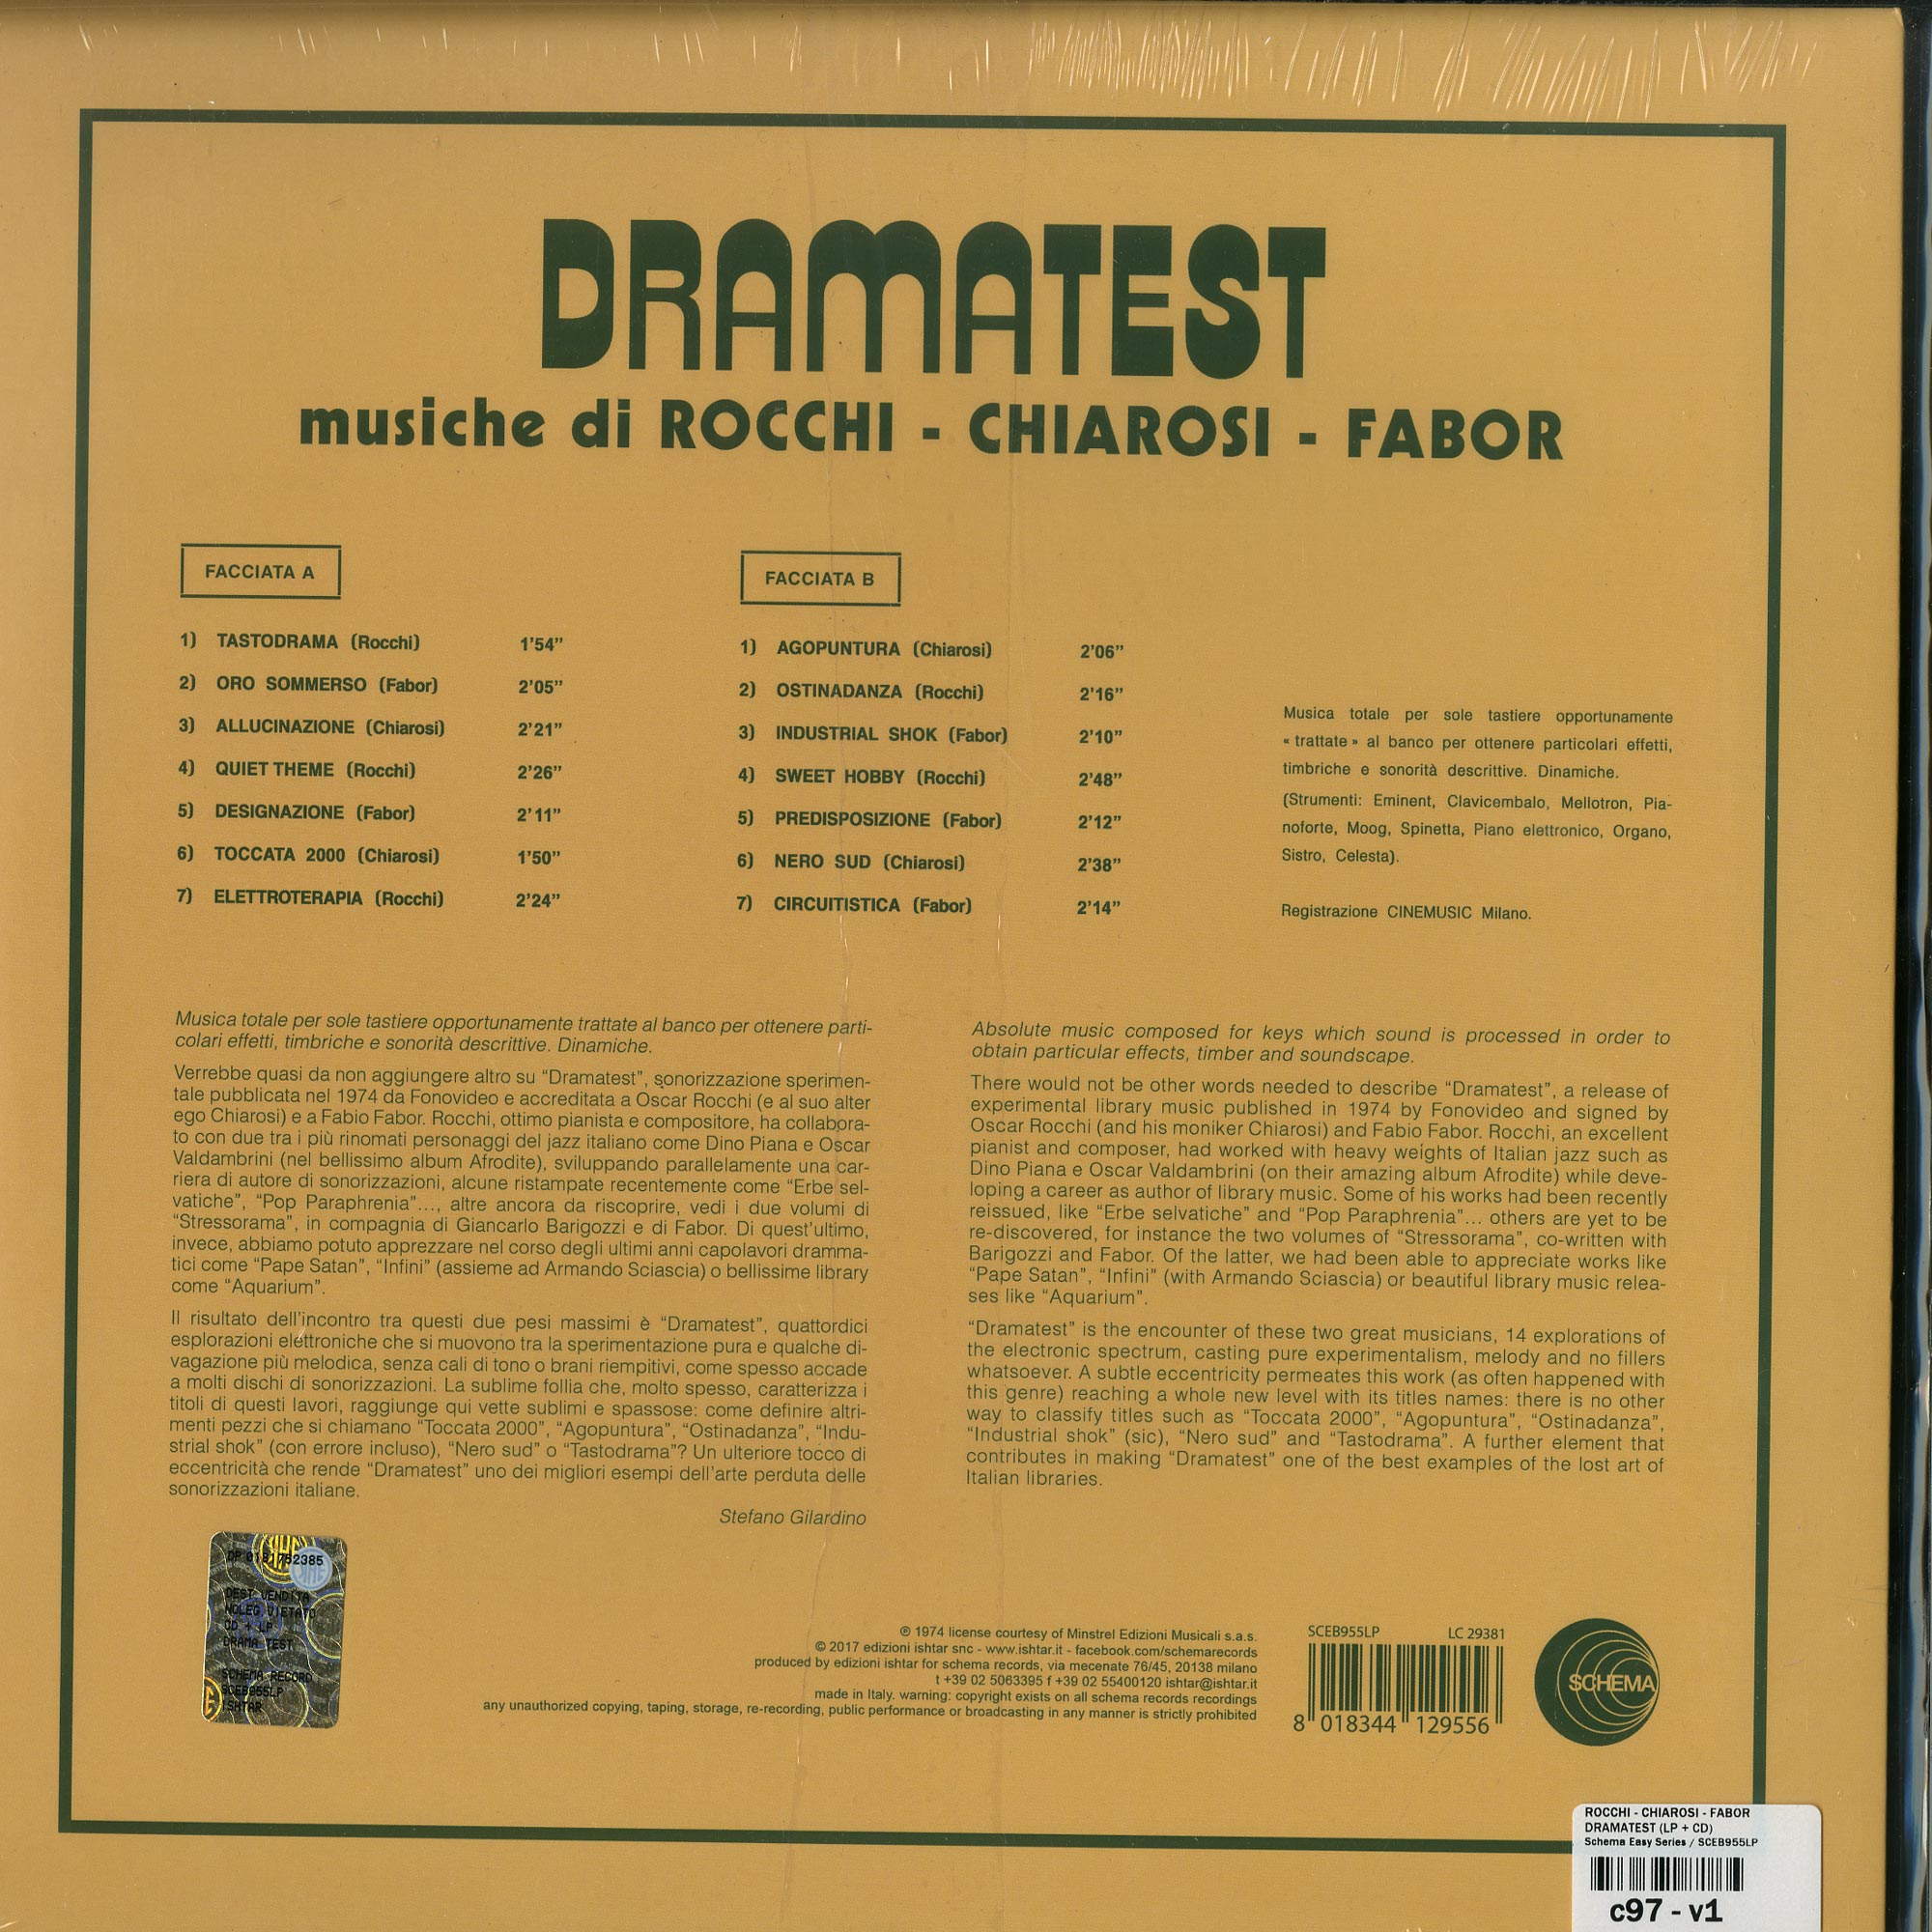 DRAMATEST
musiche di ROCCHI - CHIAROSI - FABOR
FACCIATA A
1) TASTODRAMA (Rocchi) 1’54”
2) ORO SOMMERSO (Fabor) 2’05”
3) ALLUCINAZIONE (Chiarosi) 2’21”
4) QUIET THEME (Rocchi) 2’26”
5) DESIGNAZIONE (Fabor) 2’11”
6) TOCCATA 2000 (Chiarosi) 1’50”
7) ELETTROTERAPIA (Rocchi) 2’24”
FACCIATA B
1) AGOPUNTURA (Chiarosi) 2’06”
2) OSTINADANZA (Rocchi) 2’16”
3) INDUSTRIAL SHOK (Fabor) 2’10”
4) SWEET HOBBY (Rocchi) 2’48”
5) PREDISPOSIZIONE (Fabor) 2’12”
6) NERO SUD (Chiarosi) 2’38”
7) CIRCUITISTICA (Fabor) 2’14”
Musica totale per sole tastiere opportunamente
« trattate » al banco per ottenere particolari effetti,
timbriche e sonorità descrittive. Dinamiche.
(Strumenti: Eminent, Clavicembalo, Mellotron, Pia-
noforte, Moog, Spinetta, Piano elettronico, Organo,
Sistro, Celesta).
Registrazione CINEMUSIC Milano.
Musica totale per sole tastiere opportunamente trattate al banco per ottenere parti-
colari effetti, timbriche e sonorità descrittive. Dinamiche.
Verrebbe quasi da non aggiungere altro su “Dramatest”, sonorizzazione sperimen-
tale pubblicata nel 1974 da Fonovideo e accreditata a Oscar Rocchi (e al suo alter
ego Chiarosi) e a Fabio Fabor. Rocchi, ottimo pianista e compositore, ha collabora-
to con due tra i più rinomati personaggi del jazz italiano come Dino Piana e Oscar
Valdambrini (nel bellissimo album Afrodite), sviluppando parallelamente una car-
riera di autore di sonorizzazioni, alcune ristampate recentemente come “Erbe sel-
vatiche”, “Pop Paraphrenia”..., altre ancora da riscoprire, vedi i due volumi di
“Stressorama”, in compagnia di Giancarlo Barigozzi e di Fabor. Di quest’ultimo,
invece, abbiamo potuto apprezzare nel corso degli ultimi anni capolavori dramma-
tici come “Pape Satan”, “Infini” (assieme ad Armando Sciascia) o bellissime library
come “Aquarium”.
Il risultato dell’incontro tra questi due pesi massimi è “Dramatest”, quattordici
esplorazioni elettroniche che si muovono tra la sperimentazione pura e qualche di-
vagazione più melodica, senza cali di tono o brani riempitivi, come spesso accade
a molti dischi di sonorizzazioni. La sublime follia che, molto spesso, caratterizza i
titoli di questi lavori, raggiunge qui vette sublimi e spassose: come definire altri-
menti pezzi che si chiamano “Toccata 2000”, “Agopuntura”, “Ostinadanza”, “Indu-
strial shok” (con errore incluso), “Nero sud” o “Tastodrama”? Un ulteriore tocco di
eccentricità che rende “Dramatest” uno dei migliori esempi dell’arte perduta delle
sonorizzazioni italiane.
Stefano Gilardino
Absolute music composed for keys which sound is processed in order to
obtain particular effects, timber and soundscape.
There would not be other words needed to describe “Dramatest”, a release of
experimental library music published in 1974 by Fonovideo and signed by
Oscar Rocchi (and his moniker Chiarosi) and Fabio Fabor. Rocchi, an excellent
pianist and composer, had worked with heavy weights of Italian jazz such as
Dino Piana e Oscar Valdambrini (on their amazing album Afrodite) while deve-
loping a career as author of library music. Some of his works had been recently
reissued, like “Erbe selvatiche” and “Pop Paraphrenia”... others are yet to be
re-discovered, for instance the two volumes of “Stressorama”, co-written with
Barigozzi and Fabor. Of the latter, we had been able to appreciate works like
“Pape Satan”, “Infini” (with Armando Sciascia) or beautiful library music relea-
ses like “Aquarium”.
“Dramatest” is the encounter of these two great musicians, 14 explorations of
the electronic spectrum, casting pure experimentalism, melody and no fillers
whatsoever. A subtle eccentricity permeates this work (as often happened with
this genre) reaching a whole new level with its titles names: there is no other
way to classify titles such as “Toccata 2000”, “Agopuntura”, “Ostinadanza”,
“Industrial shok” (sic), “Nero sud” and “Tastodrama”. A further element that
contributes in making “Dramatest” one of the best examples of the lost art of
Italian libraries.
DEST.VENDITA
NOLEG.VIETATO
CD + LP
DRAMA TEST
SCHEMA RECORD
SCEB955LP
ISHTAR
℗ 1974 license courtesy of Minstrel Edizioni Musicali s.a.s.
© 2017 edizioni ishtar snc - www.ishtar.it - facebook.com/schemarecords
produced by edizioni ishtar for schema records, via mecenate 76/45, 20138 milano
t +39 02 5063395 f +39 02 55400120 ishtar@ishtar.it
made in Italy. warning: copyright exists on all schema records recordings
any unauthorized copying, taping, storage, re-recording, public performance or broadcasting in any manner is strictly prohibited
SCEB955LP LC 29381
8 018344 129556
SCHEMA
ROCCHI - CHIAROSI - FABOR
DRAMATEST (LP + CD)
Schema Easy Series / SCEB955LP
c97 - v1